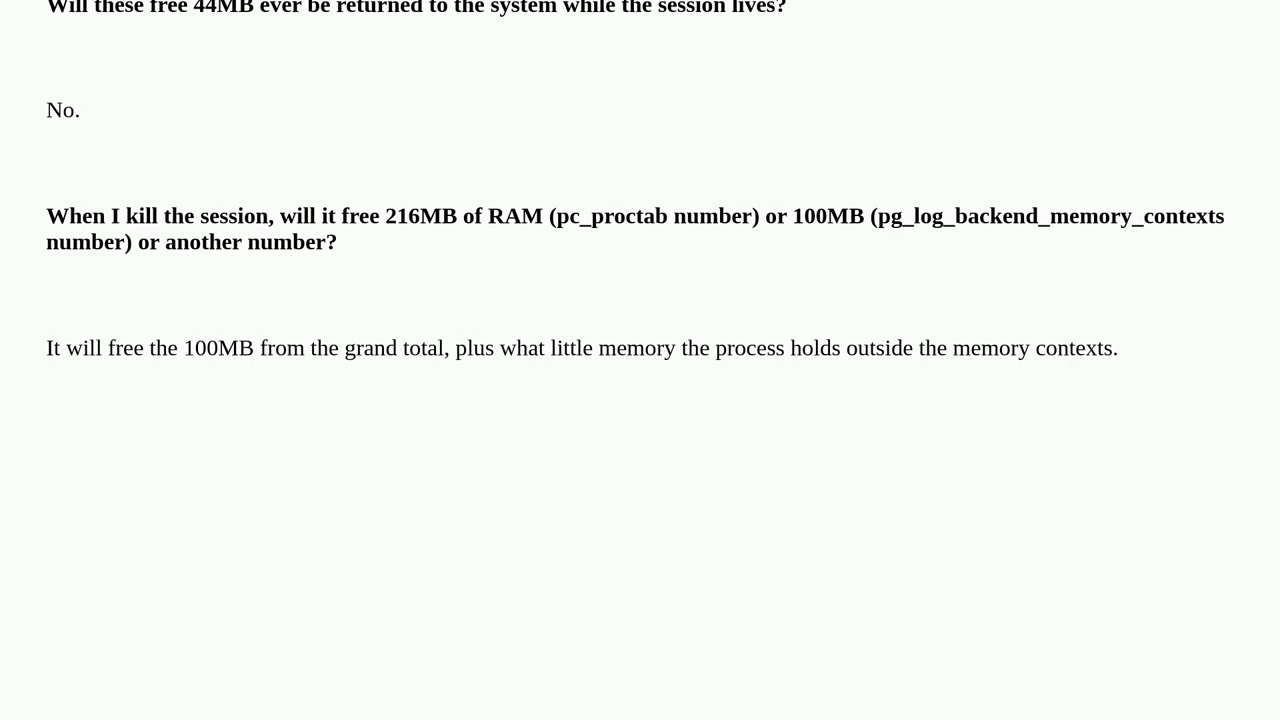 Will these free 44MB ever be returned to the system while the session lives?
No.
When I kill the session, will it free 216MB of RAM (pc_proctab number) or 100MB (pg_log_backend_memory_contexts
number) or another number?
It will free the 100MB from the grand total, plus what little memory the process holds outside the memory contexts.